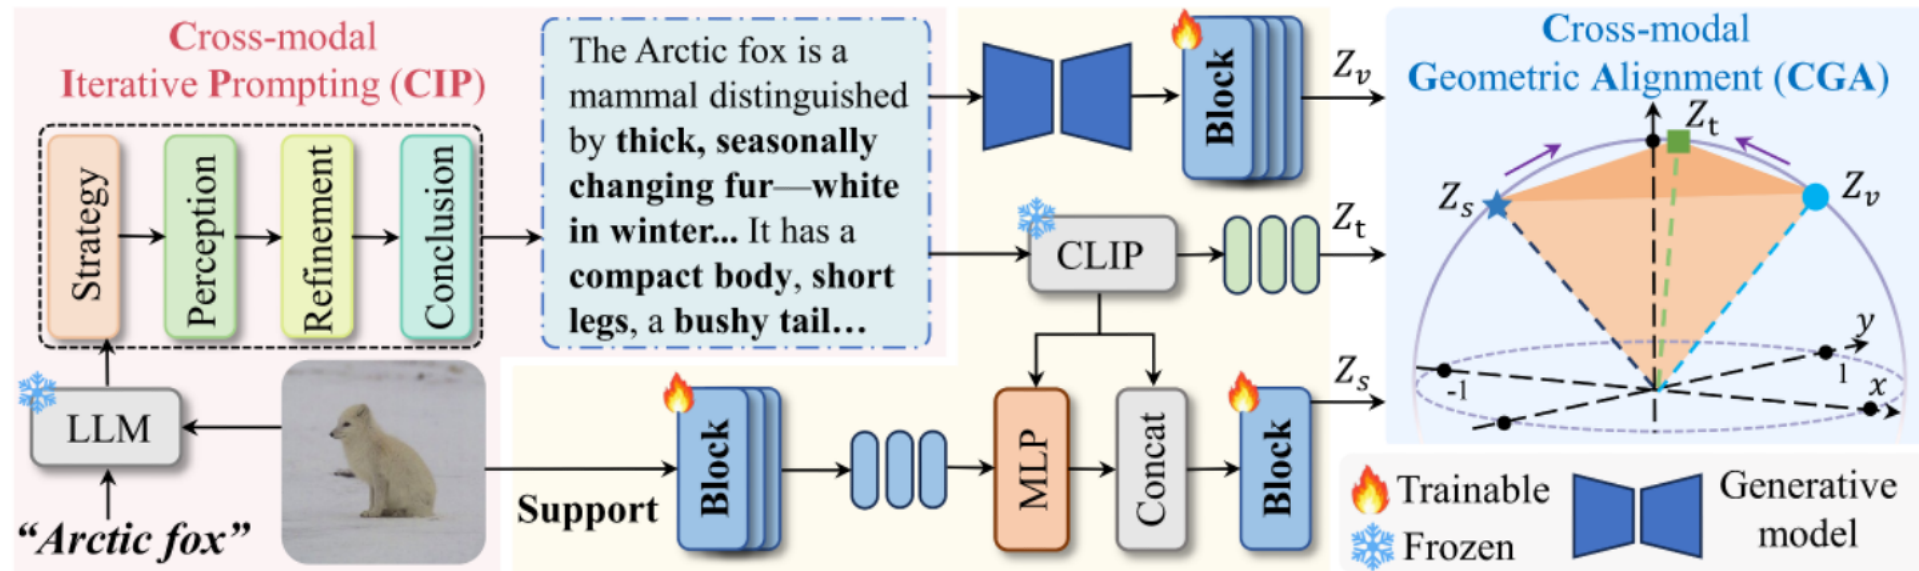 Cross-modal
Iterative Prompting (CIP)
Strategy
Perception
Refinement
Conclusion
LLM
“Arctic fox”
The Arctic fox is a
mammal distinguished
by thick, seasonally
changing fur—white
in winter... It has a
compact body, short
legs, a bushy tail…
Block
Z_v
CLIP
Z_t
Support
Block
MLP
Concat
Block
Z_s
Cross-modal
Geometric Alignment (CGA)
Z_t
Z_s
Z_v
y
1
x
-1
Trainable
Frozen
Generative
model